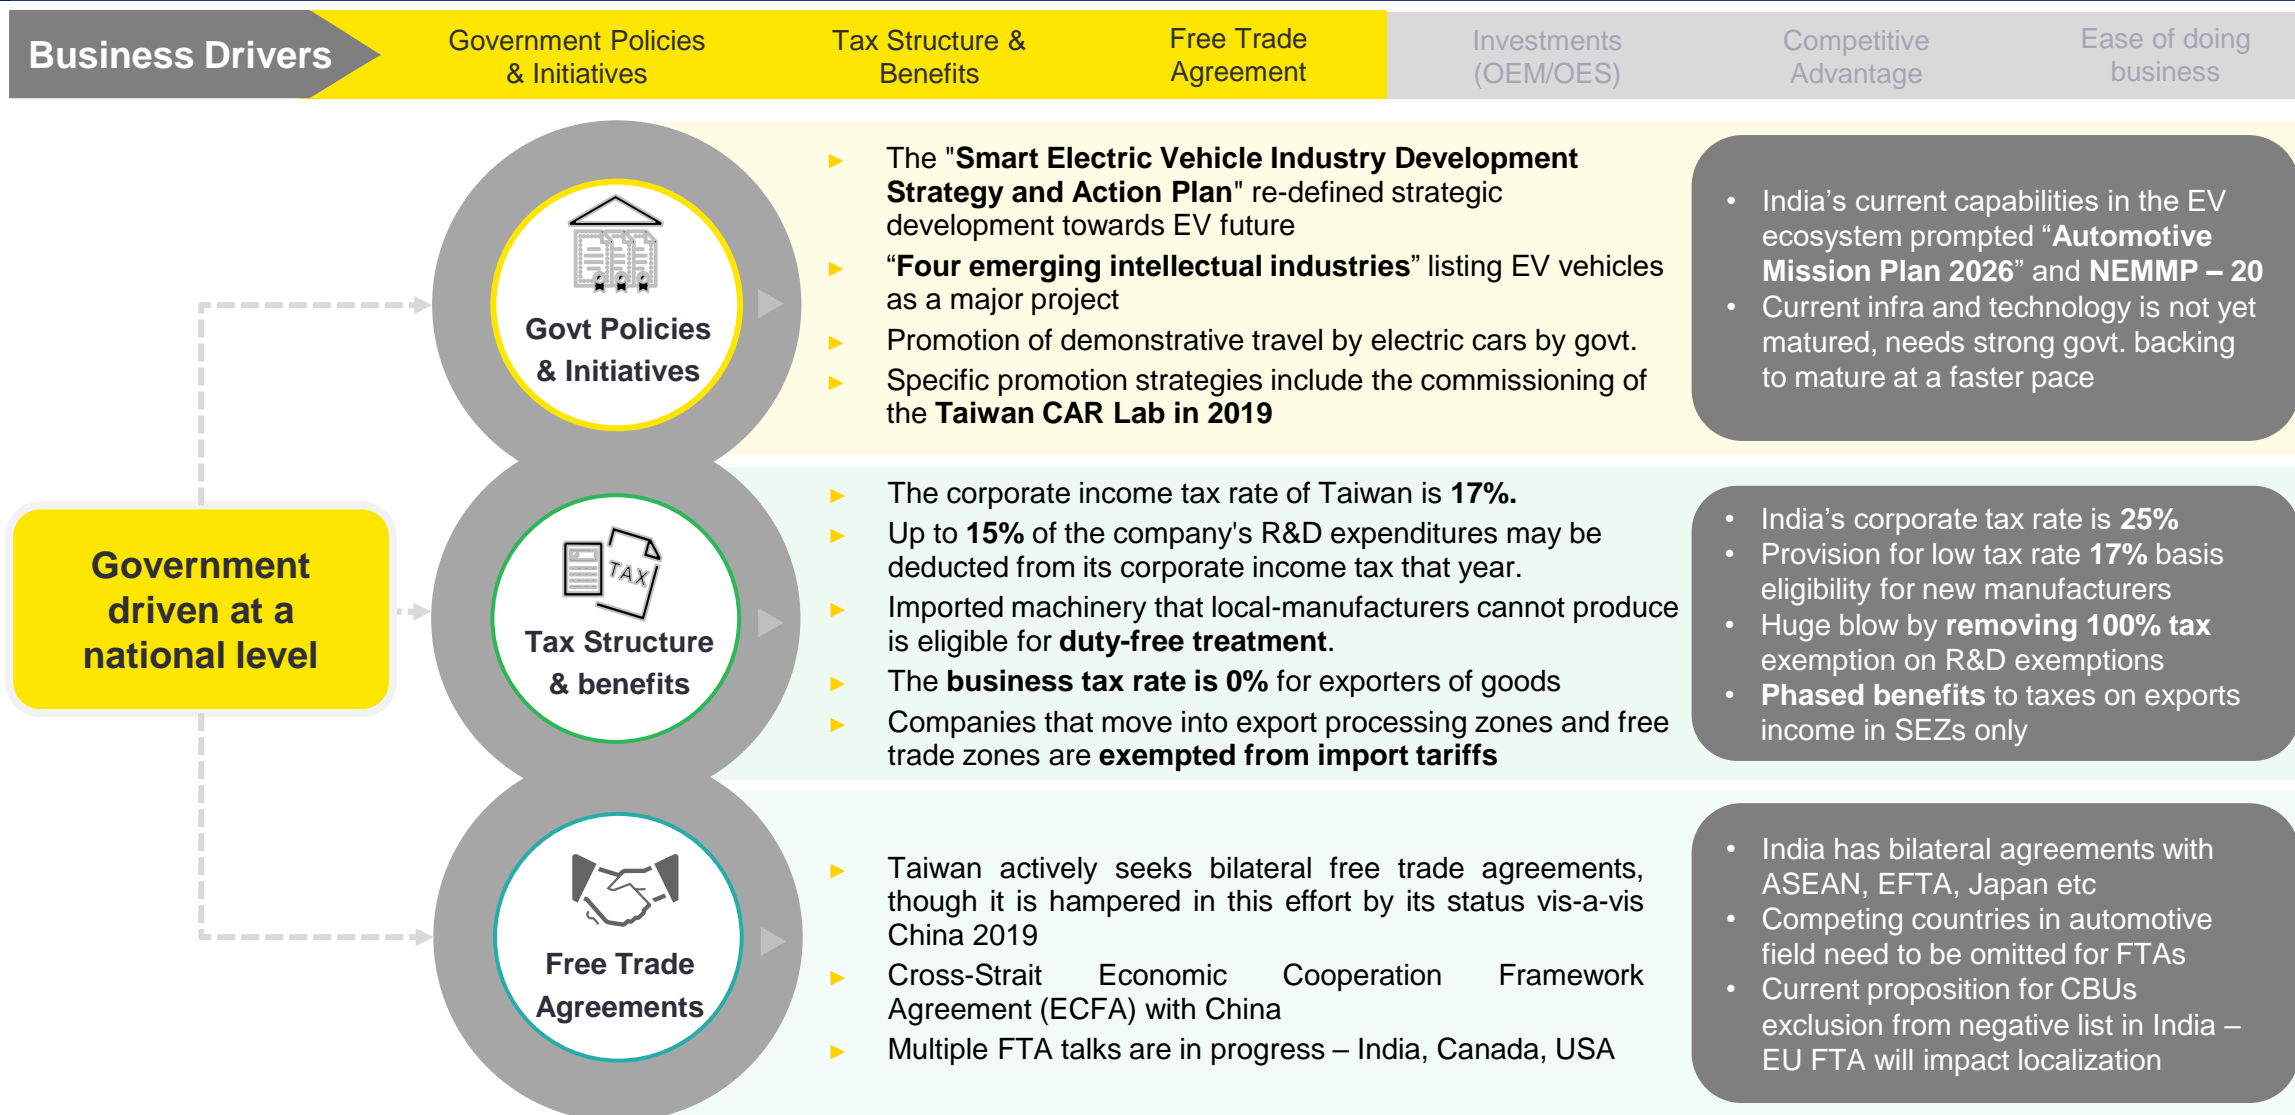 Business Drivers
Government Policies
& Initiatives
Tax Structure &
Benefits
Free Trade
Agreement
Investments
(OEM/OES)
Competitive
Advantage
Ease of doing
business
Government
driven at a
national level
Govt Policies
& Initiatives
► The "Smart Electric Vehicle Industry Development
Strategy and Action Plan" re-defined strategic
development towards EV future
► “Four emerging intellectual industries” listing EV vehicles
as a major project
► Promotion of demonstrative travel by electric cars by govt.
► Specific promotion strategies include the commissioning of
the Taiwan CAR Lab in 2019
• India’s current capabilities in the EV
ecosystem prompted “Automotive
Mission Plan 2026” and NEMMP – 20
• Current infra and technology is not yet
matured, needs strong govt. backing
to mature at a faster pace
TAX
Tax Structure
& benefits
► The corporate income tax rate of Taiwan is 17%.
► Up to 15% of the company's R&D expenditures may be
deducted from its corporate income tax that year.
► Imported machinery that local-manufacturers cannot produce
is eligible for duty-free treatment.
► The business tax rate is 0% for exporters of goods
► Companies that move into export processing zones and free
trade zones are exempted from import tariffs
• India’s corporate tax rate is 25%
• Provision for low tax rate 17% basis
eligibility for new manufacturers
• Huge blow by removing 100% tax
exemption on R&D exemptions
• Phased benefits to taxes on exports
income in SEZs only
Free Trade
Agreements
► Taiwan actively seeks bilateral free trade agreements,
though it is hampered in this effort by its status vis-a-vis
China 2019
► Cross-Strait Economic Cooperation Framework
Agreement (ECFA) with China
► Multiple FTA talks are in progress – India, Canada, USA
• India has bilateral agreements with
ASEAN, EFTA, Japan etc
• Competing countries in automotive
field need to be omitted for FTAs
• Current proposition for CBUs
exclusion from negative list in India –
EU FTA will impact localization